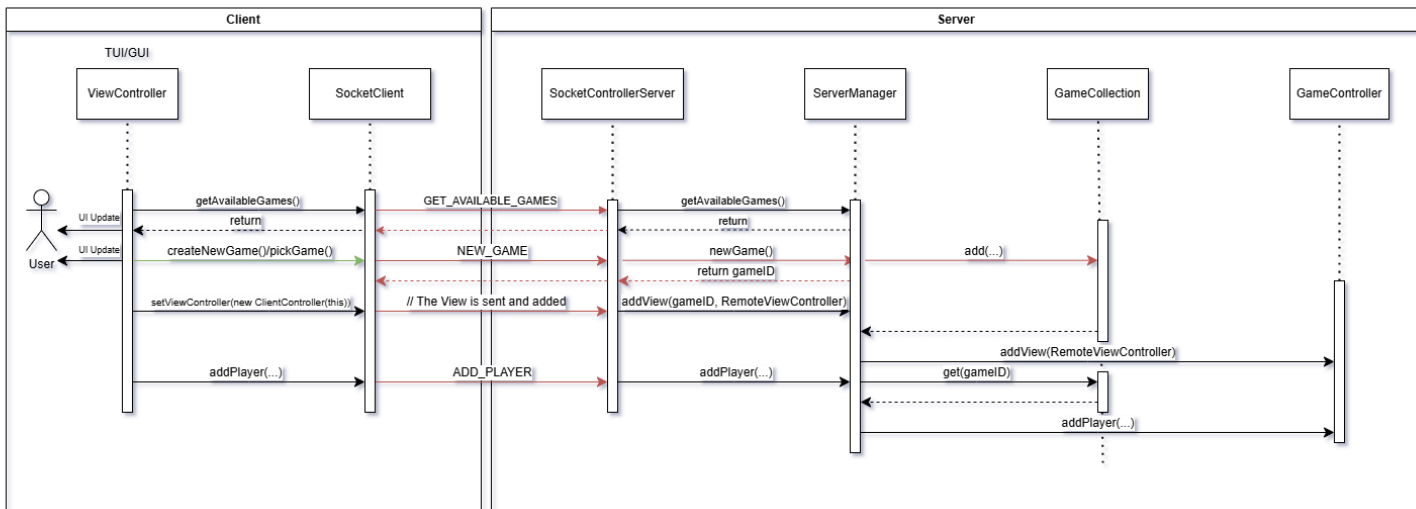 Client
Server
TUI/GUI
ViewController
SocketClient
SocketControllerServer
ServerManager
GameCollection
GameController
getAvailableGames()
GET_AVAILABLE_GAMES
getAvailableGames()
UI Update
return
return
UI Update
createNewGame()/pickGame()
NEW_GAME
newGame()
add(...)
User
return gameID
setViewController(new ClientController(this))
// The View is sent and added
addView(gameID, RemoteViewController)
addView(RemoteViewController)
addPlayer(...)
ADD_PLAYER
addPlayer(...)
get(gameID)
addPlayer(...)